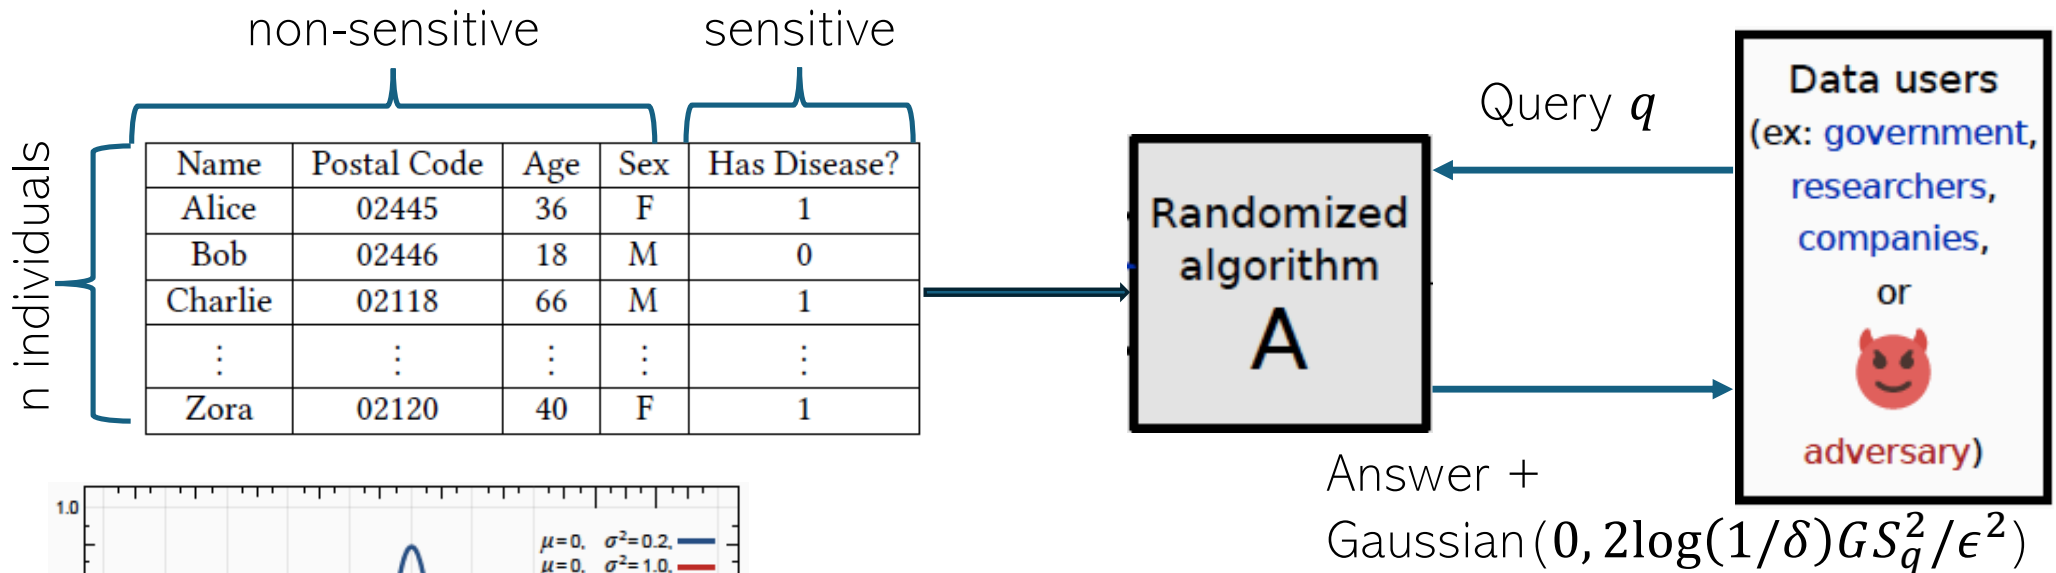 non-sensitive
sensitive
n individuals
Name Postal Code Age Sex Has Disease?
Alice 02445 36 F 1
Bob 02446 18 M 0
Charlie 02118 66 M 1
⋮ ⋮ ⋮ ⋮ ⋮
Zora 02120 40 F 1
Randomized
algorithm
A
Query q
Data users
(ex: government,
researchers,
companies,
or
adversary)
Answer +
Gaussian(0, 2log(1/δ)GS_q^2/ϵ^2)
1.0
μ=0, σ²=0.2,
μ=0, σ²=1.0,